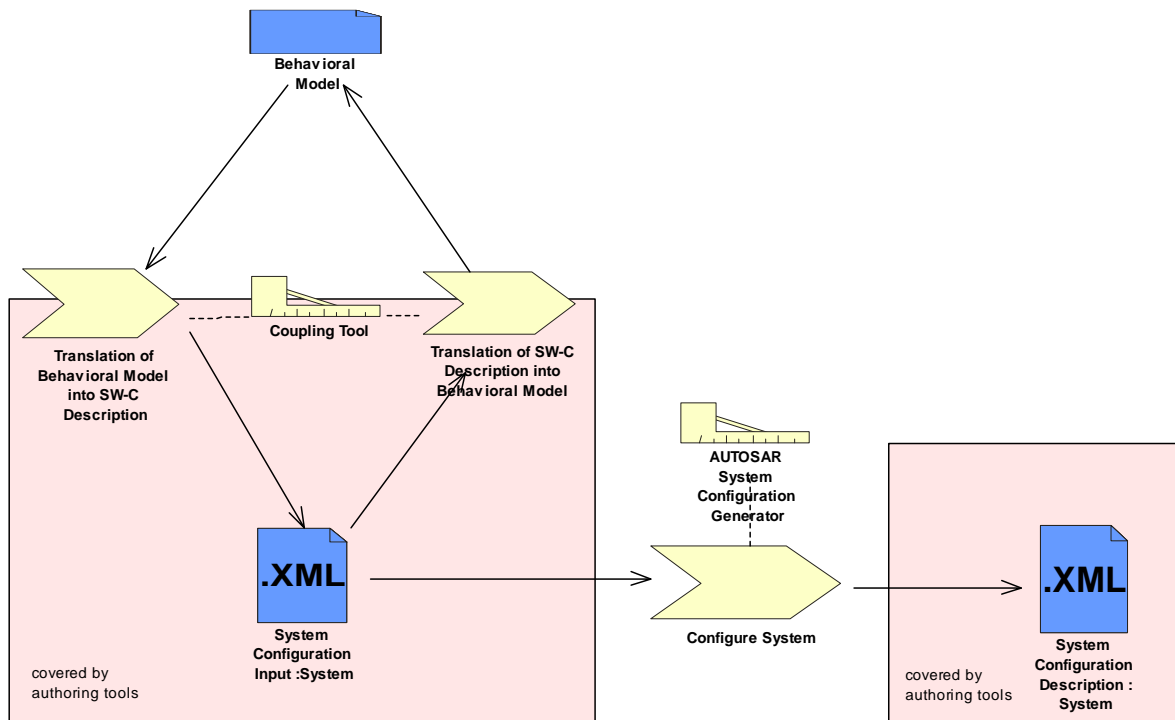 Behavioral
Model
Coupling Tool
Translation of
Behavioral Model
into SW-C
Description
Translation of SW-C
Description into
Behavioral Model
AUTOSAR
System
Configuration
Generator
.XML
System
Configuration
Input :System
Configure System
.XML
System
Configuration
Description :
System
covered by
authoring tools
covered by
authoring tools